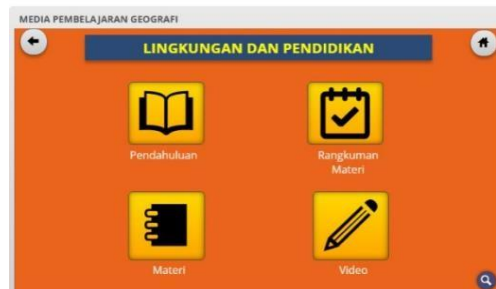 MEDIA PEMBELAJARAN GEOGRAFI
LINGKUNGAN DAN PENDIDIKAN
Pendahuluan
Rangkuman
Materi
Materi
Video